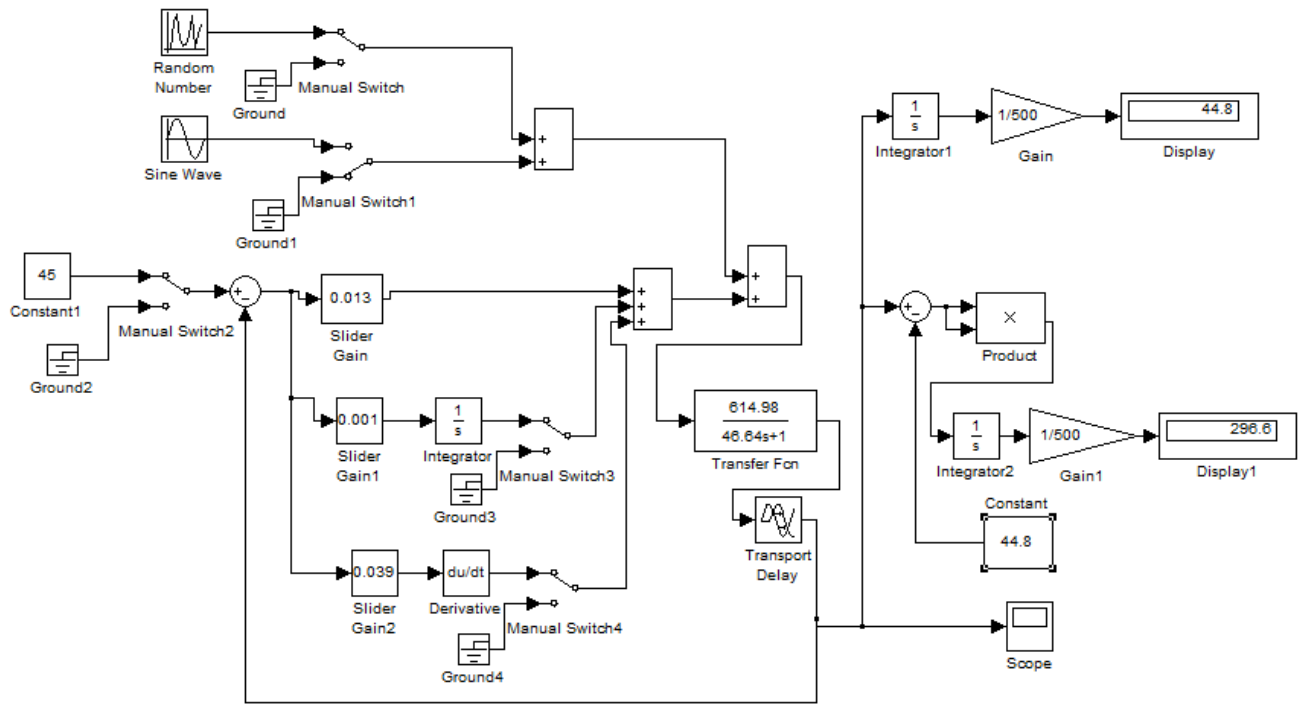 Random
Number
Ground
Manual Switch
Sine Wave
Ground1
Manual Switch1
+
+
1
s
Integrator1
1/500
Gain
44.8
Display
45
Constant1
Ground2
Manual Switch2
+
-
0.013
Slider
Gain
+
+
+
+
+
+
-
×
Product
0.001
Slider
Gain1
1
s
Integrator
Ground3
Manual Switch3
614.98
46.64s+1
Transfer Fcn
1
s
Integrator2
1/500
Gain1
296.6
Display1
Constant
44.8
Transport
Delay
0.039
Slider
Gain2
du/dt
Derivative
Ground4
Manual Switch4
Scope